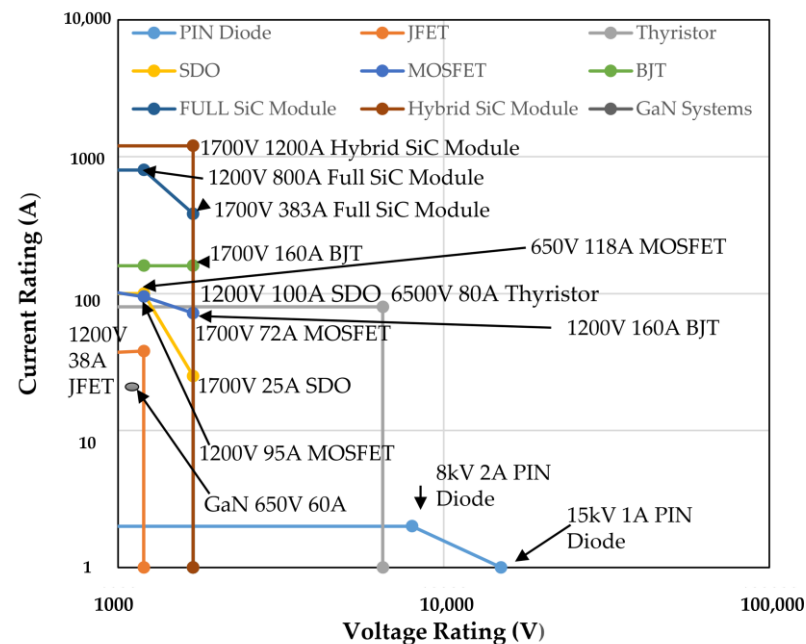 10,000
PIN Diode
JFET
Thyristor
SDO
MOSFET
BJT
FULL SiC Module
Hybrid SiC Module
GaN Systems
1000
1700V 1200A Hybrid SiC Module
1200V 800A Full SiC Module
1700V 383A Full SiC Module
1700V 160A BJT
650V 118A MOSFET
100
1200V 100A SDO
6500V 80A Thyristor
1200V
38A
JFET
1700V 72A MOSFET
1200V 160A BJT
1700V 25A SDO
10
1200V 95A MOSFET
GaN 650V 60A
8kV 2A PIN
Diode
15kV 1A PIN
Diode
1
1000
10,000
100,000
Current Rating (A)
Voltage Rating (V)